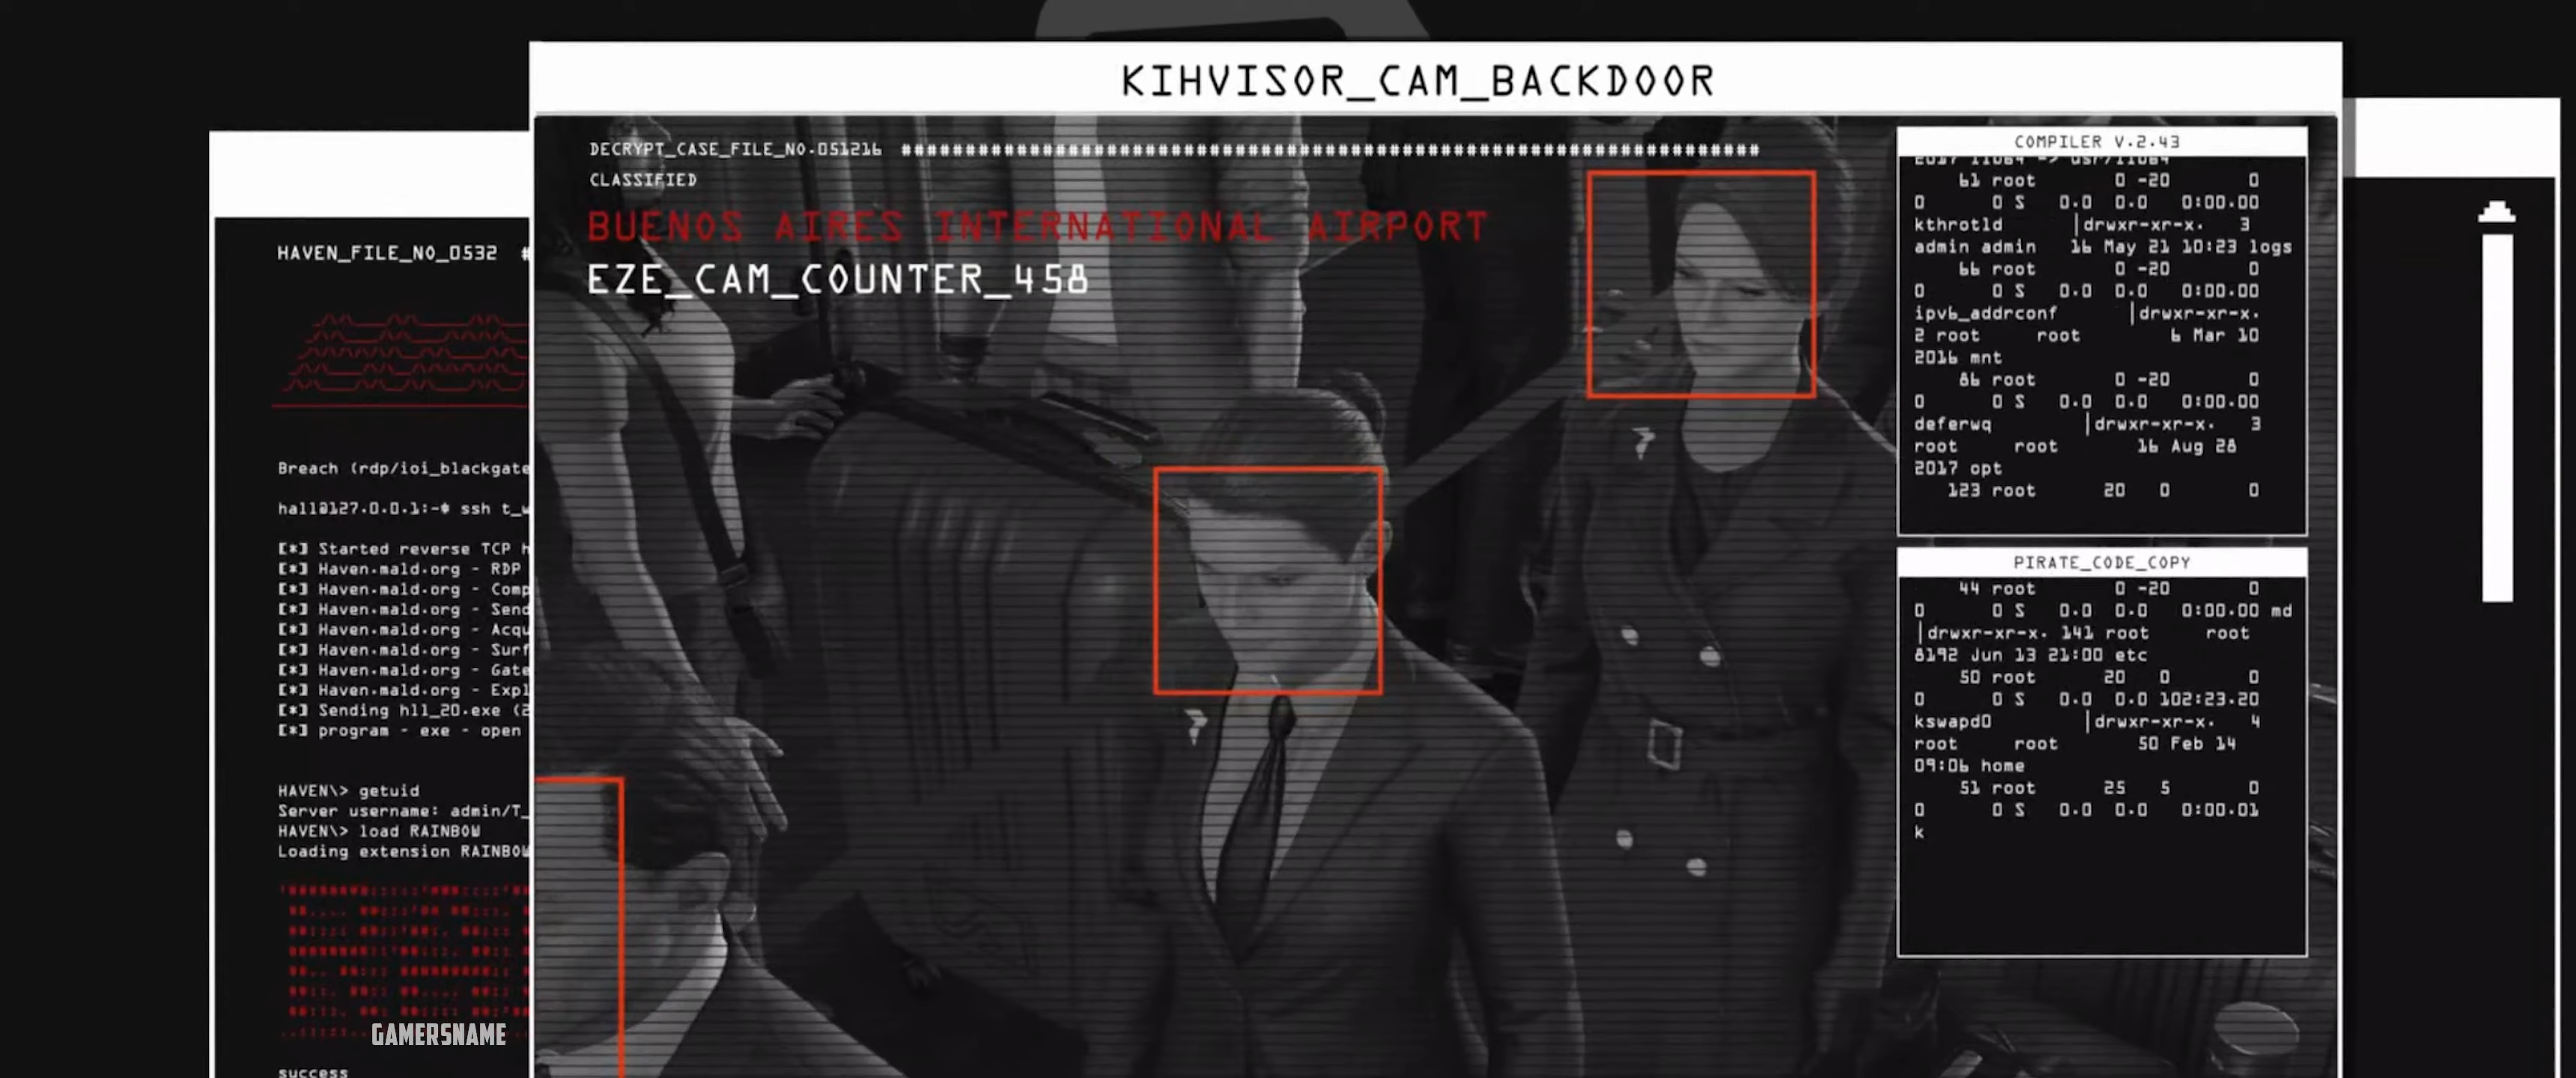 KIHVISOR_CAM_BACKDOOR
DECRYPT_CASE_FILE_NO.051216 ###################################################################
CLASSIFIED
BUENOS AIRES INTERNATIONAL AIRPORT
EZE_CAM_COUNTER_458
HAVEN_FILE_NO_0532 #
Breach (rdp/ioi_blackgate
hall@127.0.0.1:~# ssh t_w
[*] Started reverse TCP h
[*] Haven.mald.org - RDP
[*] Haven.mald.org - Comp
[*] Haven.mald.org - Send
[*] Haven.mald.org - Acqu
[*] Haven.mald.org - Surf
[*] Haven.mald.org - Gate
[*] Haven.mald.org - Expl
[*] Sending hll_20.exe (2
[*] program - exe - open
HAVEN\> getuid
Server username: admin/T_
HAVEN\> load RAINBOW
Loading extension RAINBOW
GAMERSNAME
success
COMPILER V.2.43
2017 lib64 -> usr/lib64
61 root 0 -20 0
0 0 S 0.0 0.0 0:00.00
kthrotld |drwxr-xr-x. 3
admin admin 16 May 21 10:23 logs
66 root 0 -20 0
0 0 S 0.0 0.0 0:00.00
ipv6_addrconf |drwxr-xr-x.
2 root root 6 Mar 10
2016 mnt
86 root 0 -20 0
0 0 S 0.0 0.0 0:00.00
deferwq |drwxr-xr-x. 3
root root 16 Aug 28
2017 opt
123 root 20 0 0
PIRATE_CODE_COPY
44 root 0 -20 0
0 0 S 0.0 0.0 0:00.00 md
|drwxr-xr-x. 141 root root
8192 Jun 13 21:00 etc
50 root 20 0 0
0 0 S 0.0 0.0 102:23.20
kswapd0 |drwxr-xr-x. 4
root root 50 Feb 14
09:06 home
51 root 25 5 0
0 0 S 0.0 0.0 0:00.01
k